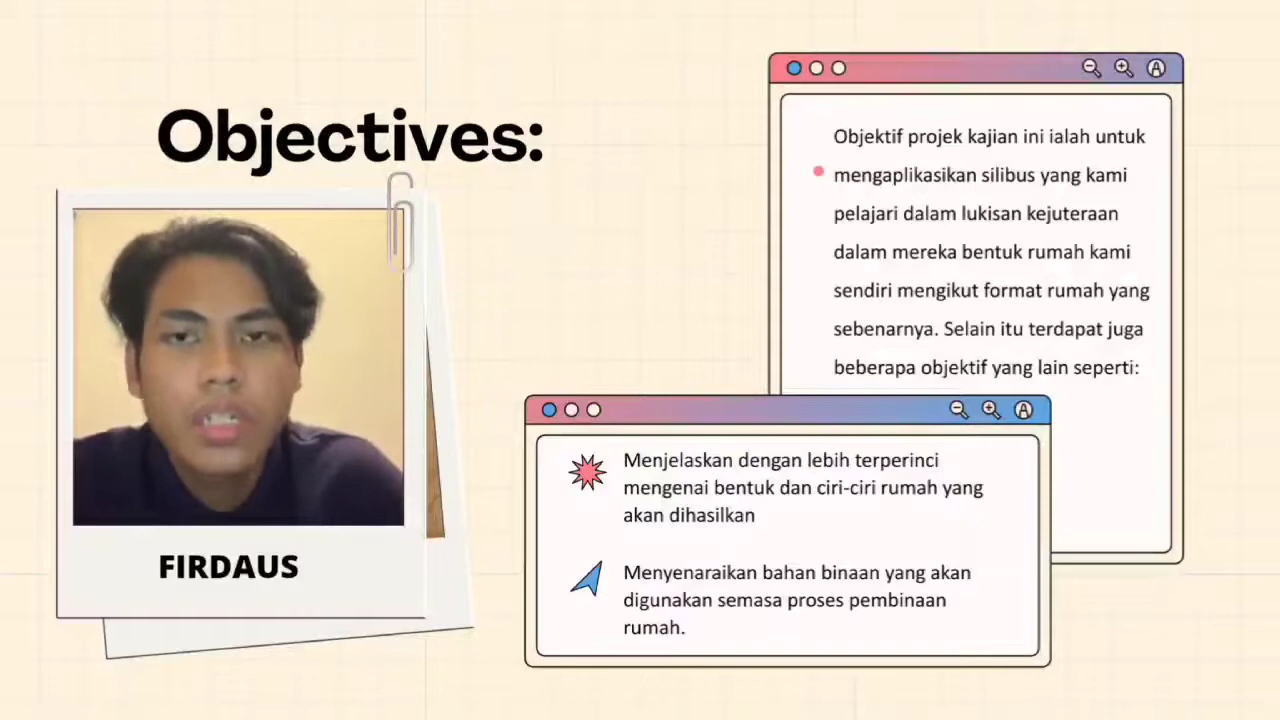 Objectives:
FIRDAUS
Objektif projek kajian ini ialah untuk
mengaplikasikan silibus yang kami
pelajari dalam lukisan kejuteraan
dalam mereka bentuk rumah kami
sendiri mengikut format rumah yang
sebenarnya. Selain itu terdapat juga
beberapa objektif yang lain seperti:
Menjelaskan dengan lebih terperinci
mengenai bentuk dan ciri-ciri rumah yang
akan dihasilkan
Menyenaraikan bahan binaan yang akan
digunakan semasa proses pembinaan
rumah.